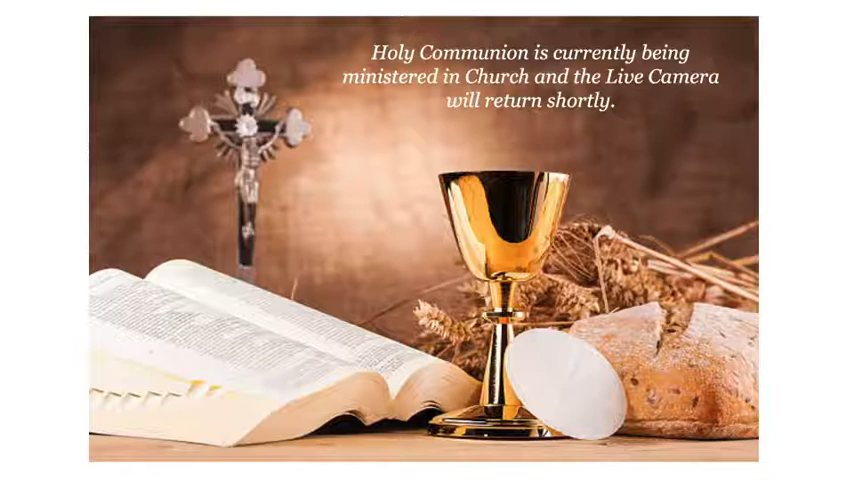 Holy Communion is currently being
ministered in Church and the Live Camera
will return shortly.